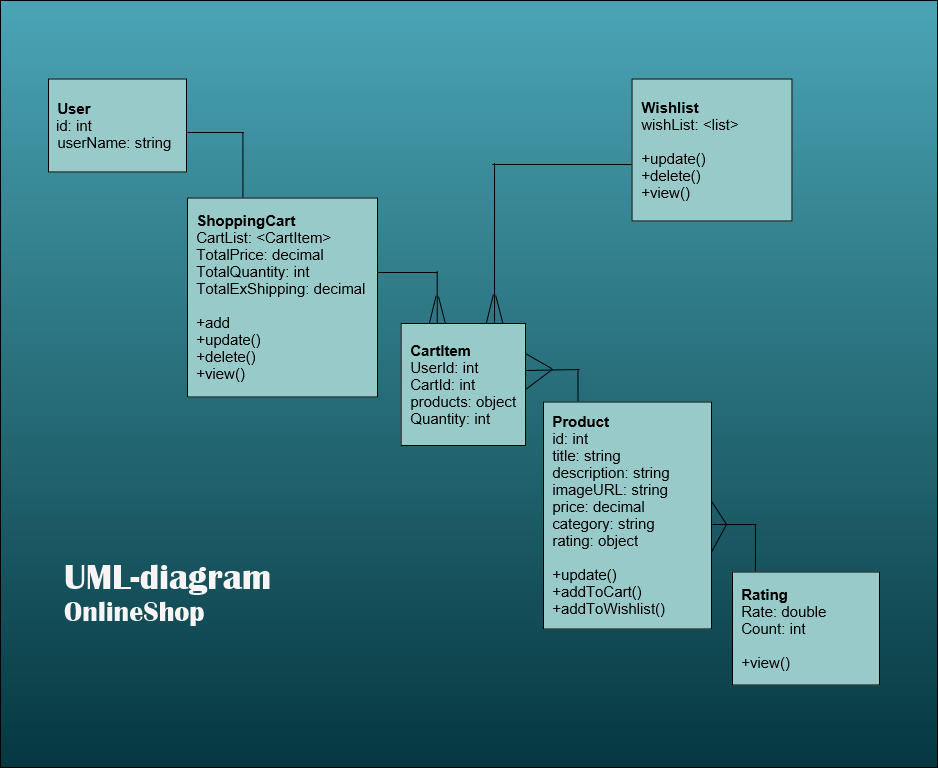 User
id: int
userName: string
Wishlist
wishList: <list>
+update()
+delete()
+view()
ShoppingCart
CartList: <CartItem>
TotalPrice: decimal
TotalQuantity: int
TotalExShipping: decimal
+add
+update()
+delete()
+view()
CartItem
UserId: int
CartId: int
products: object
Quantity: int
Product
id: int
title: string
description: string
imageURL: string
price: decimal
category: string
rating: object
+update()
+addToCart()
+addToWishlist()
Rating
Rate: double
Count: int
+view()
UML-diagram
OnlineShop